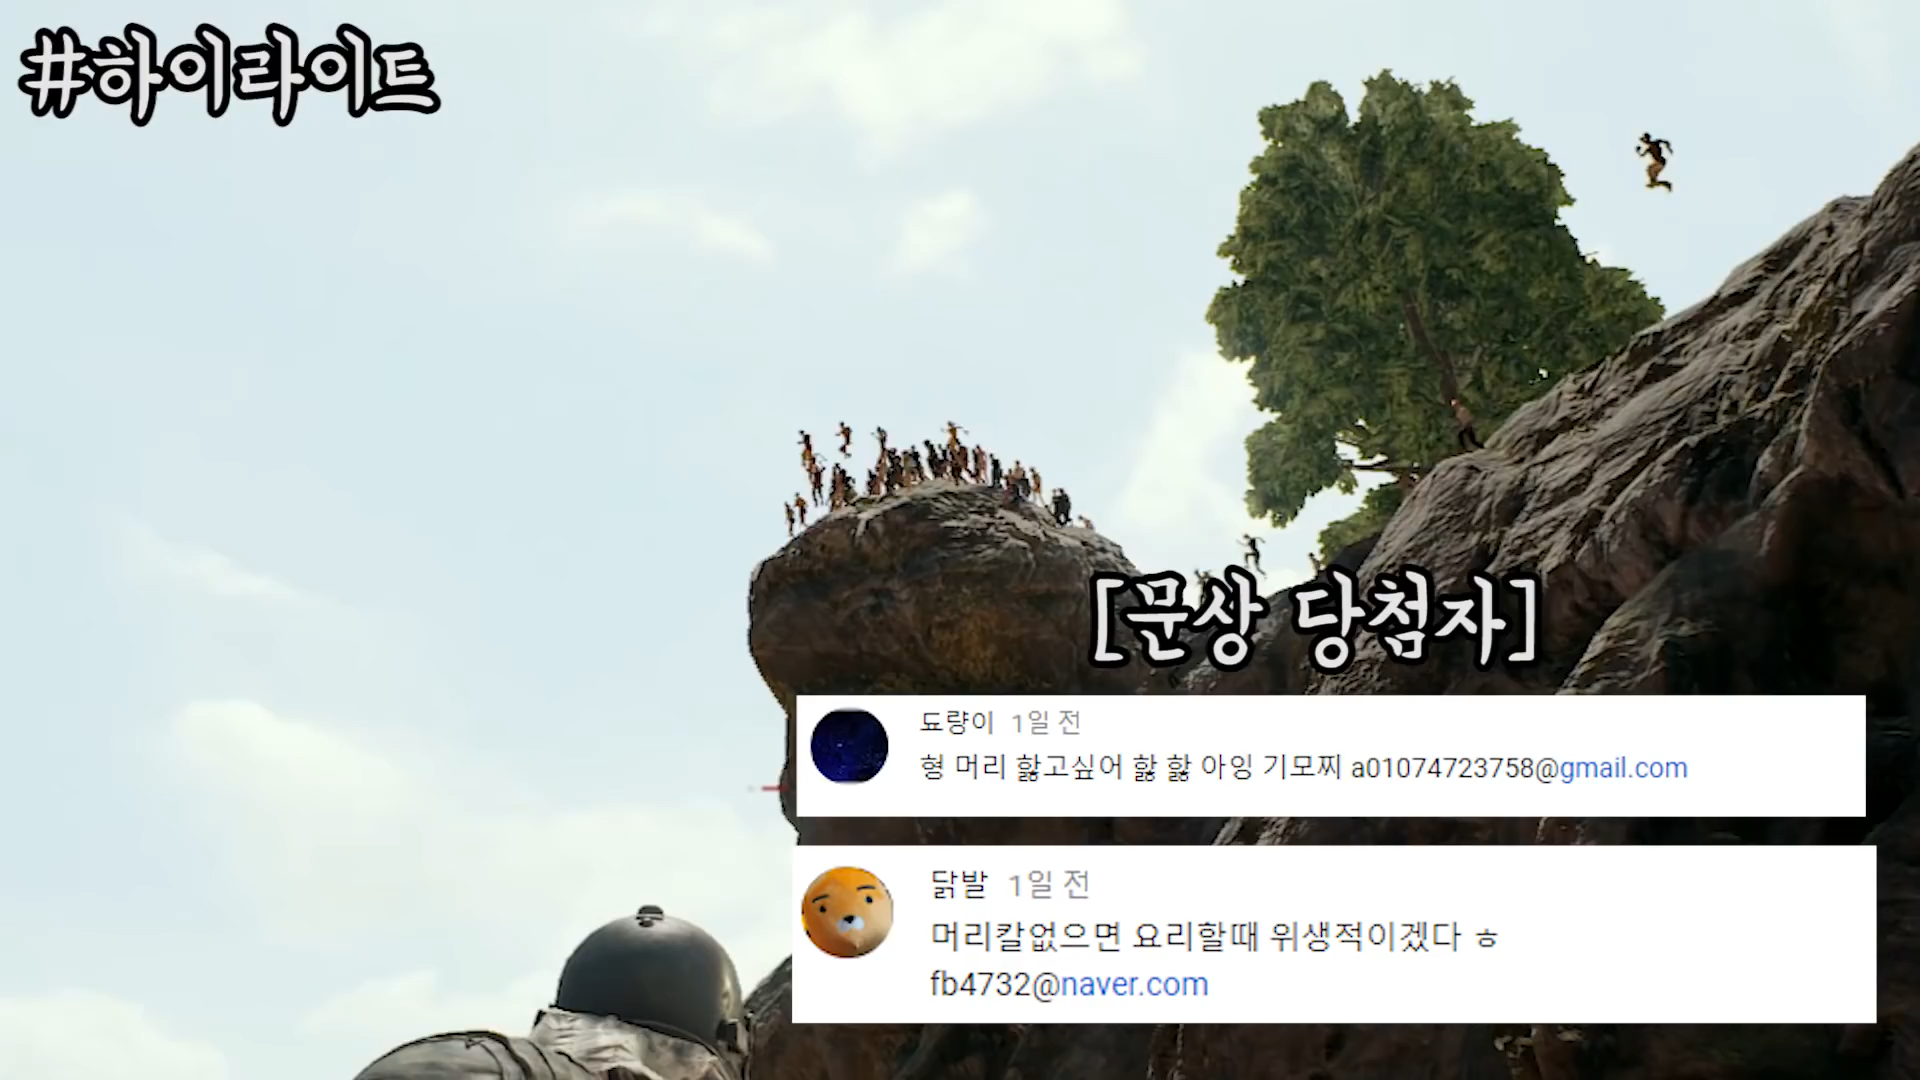 #하이라이트
[문상 당첨자]
됴량이 1일 전
형 머리 핥고싶어 핥 핥 아잉 기모찌 a01074723758@gmail.com
닭발 1일 전
머리칼없으면 요리할때 위생적이겠다 ㅎ
fb4732@naver.com